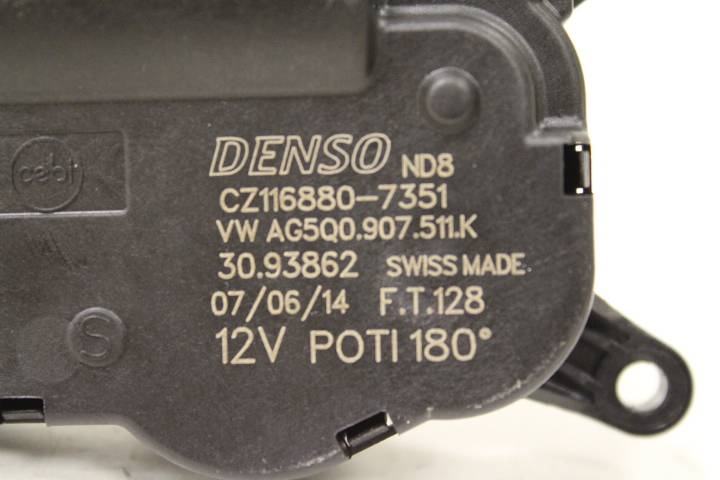 DENSO ND8
CZ116880-7351
VW AG5Q0.907.511.K
30.93862 SWISS MADE
07/06/14 F.T.128
12V POTI 180°
cebi
S